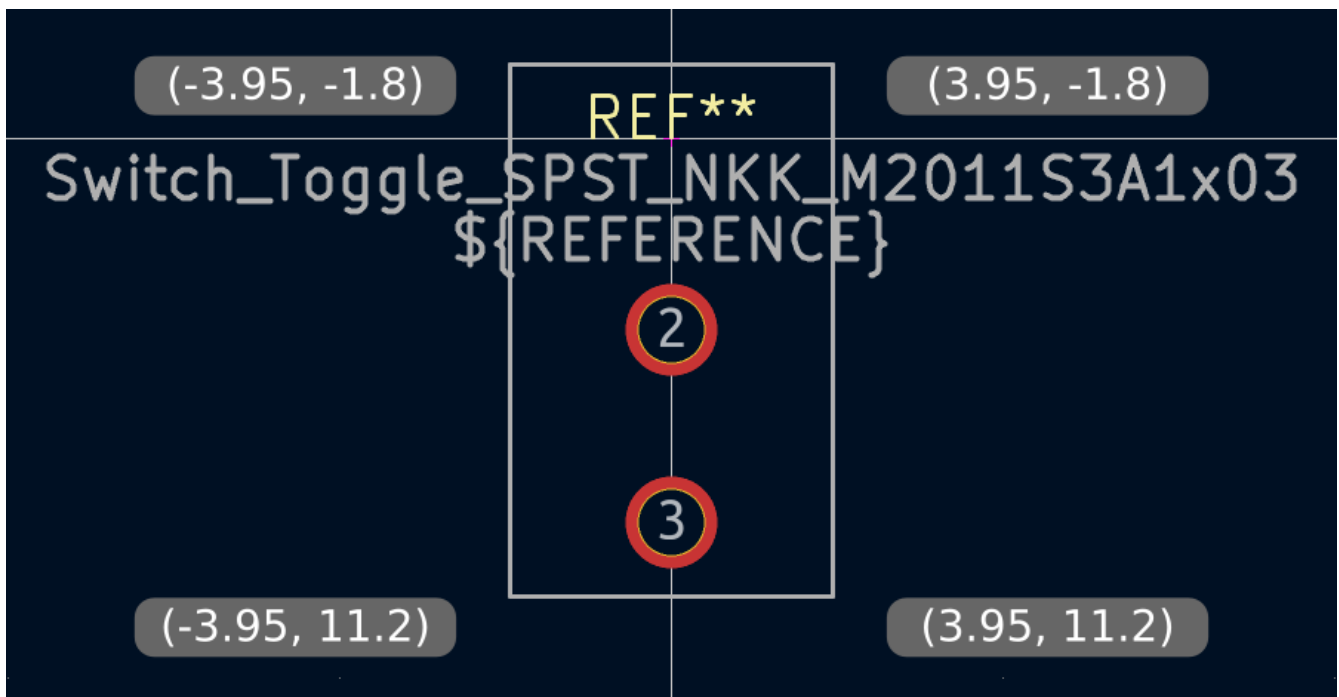 (-3.95, -1.8)
(3.95, -1.8)
REF**
Switch_Toggle_SPST_NKK_M2011S3A1x03
${REFERENCE}
2
3
(-3.95, 11.2)
(3.95, 11.2)